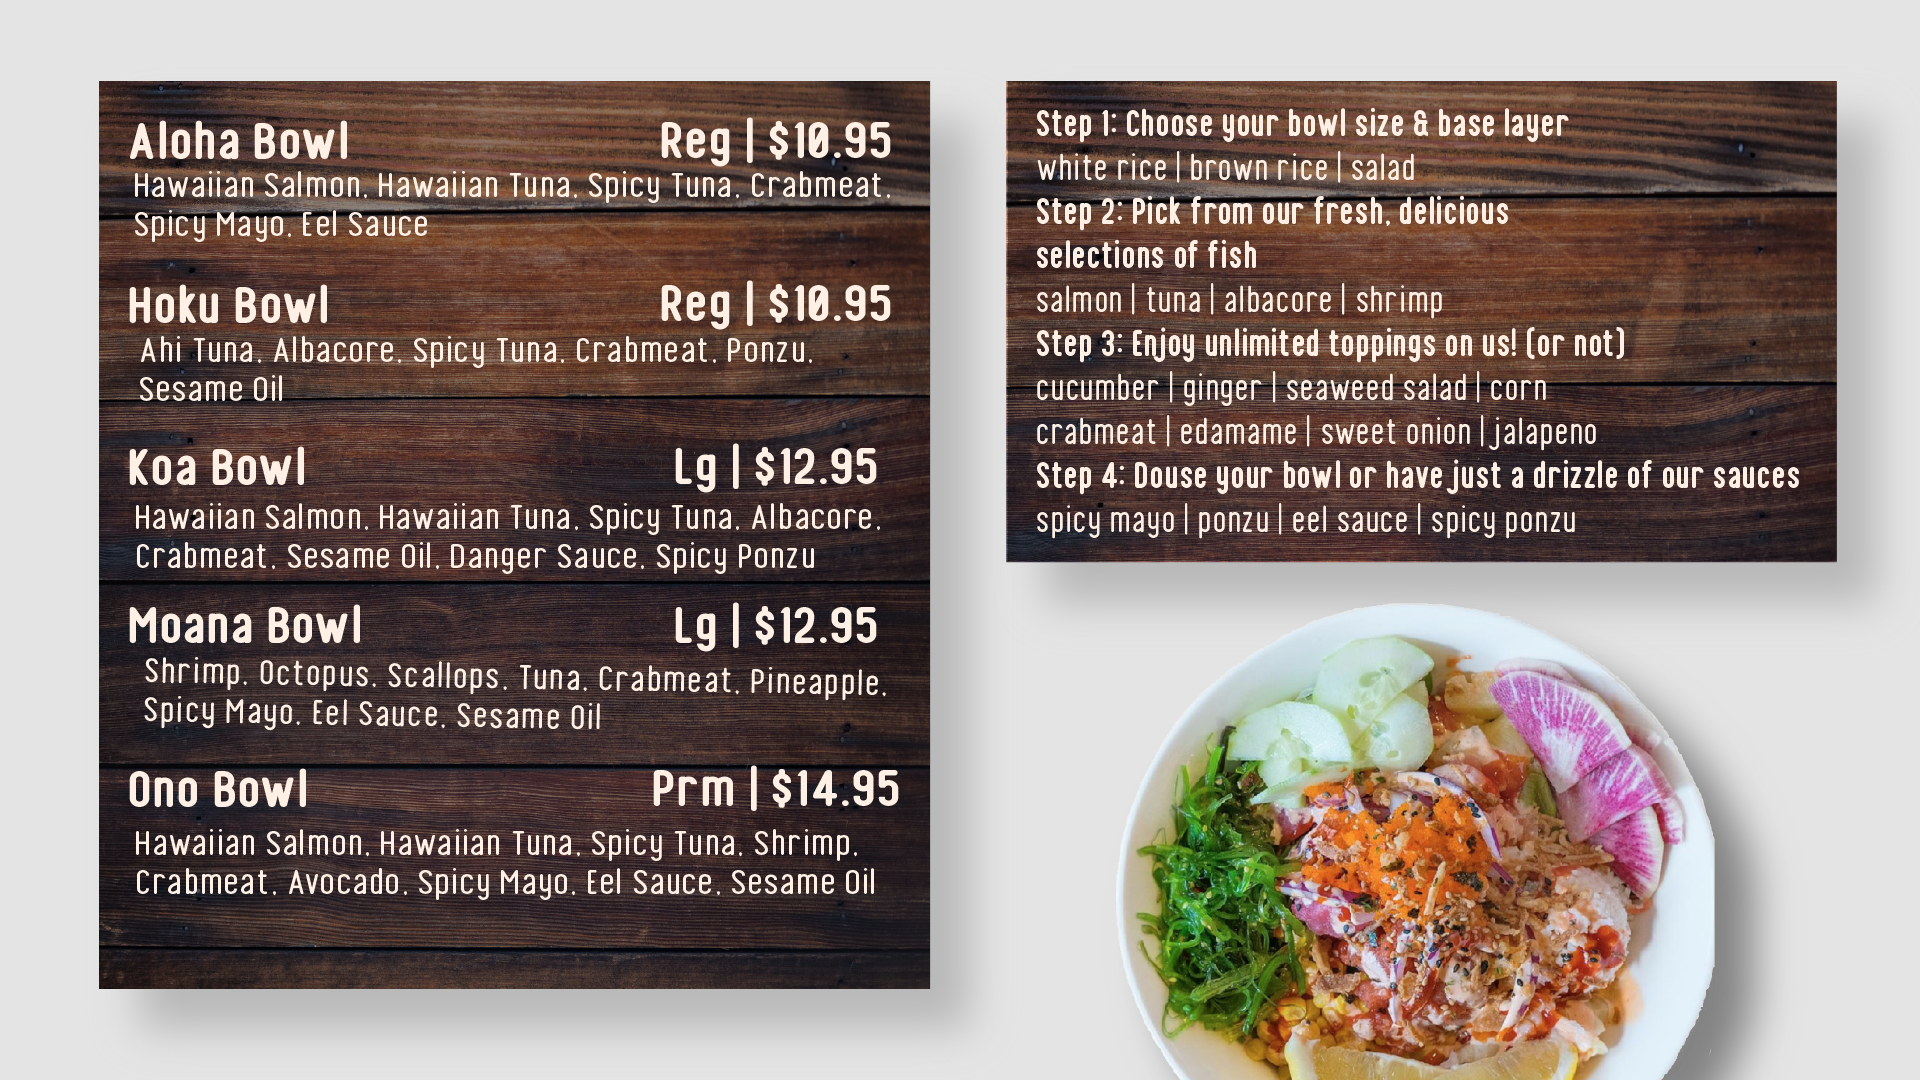 Aloha Bowl Reg | $10.95
Hawaiian Salmon, Hawaiian Tuna, Spicy Tuna, Crabmeat,
Spicy Mayo, Eel Sauce
Hoku Bowl Reg | $10.95
Ahi Tuna, Albacore, Spicy Tuna, Crabmeat, Ponzu,
Sesame Oil
Koa Bowl Lg | $12.95
Hawaiian Salmon, Hawaiian Tuna, Spicy Tuna, Albacore,
Crabmeat, Sesame Oil, Danger Sauce, Spicy Ponzu
Moana Bowl Lg | $12.95
Shrimp, Octopus, Scallops, Tuna, Crabmeat, Pineapple,
Spicy Mayo, Eel Sauce, Sesame Oil
Ono Bowl Prm | $14.95
Hawaiian Salmon, Hawaiian Tuna, Spicy Tuna, Shrimp,
Crabmeat, Avocado, Spicy Mayo, Eel Sauce, Sesame Oil
Step 1: Choose your bowl size & base layer
white rice | brown rice | salad
Step 2: Pick from our fresh, delicious
selections of fish
salmon | tuna | albacore | shrimp
Step 3: Enjoy unlimited toppings on us! (or not)
cucumber | ginger | seaweed salad | corn
crabmeat | edamame | sweet onion | jalapeno
Step 4: Douse your bowl or have just a drizzle of our sauces
spicy mayo | ponzu | eel sauce | spicy ponzu